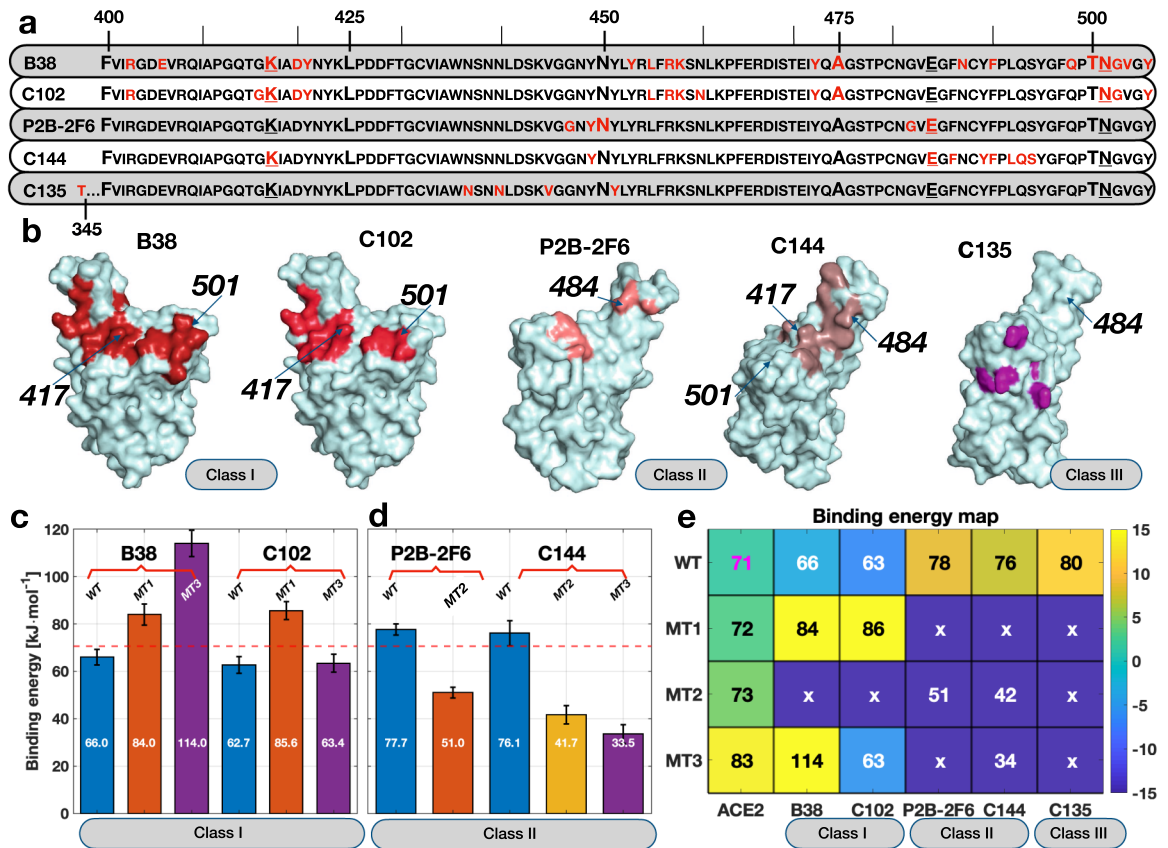 a
400 425 450 475 500
B38 FVIRGDEVRQIAPGQTGKIADYNYKLPDDFTGCVIAWNSNNLDSKVGGNYNYLYRLFRKSNLKPFERDISTEIYQAGSTPCNGVEGFNCYFPLQSYGFQPTNGVGY
C102 FVIRGDEVRQIAPGQTGKIADYNYKLPDDFTGCVIAWNSNNLDSKVGGNYNYLYRLFRKSNLKPFERDISTEIYQAGSTPCNGVEGFNCYFPLQSYGFQPTNGVGY
P2B-2F6 FVIRGDEVRQIAPGQTGKIADYNYKLPDDFTGCVIAWNSNNLDSKVGGNYNYLYRLFRKSNLKPFERDISTEIYQAGSTPCNGVEGFNCYFPLQSYGFQPTNGVGY
C144 FVIRGDEVRQIAPGQTGKIADYNYKLPDDFTGCVIAWNSNNLDSKVGGNYNYLYRLFRKSNLKPFERDISTEIYQAGSTPCNGVEGFNCYFPLQSYGFQPTNGVGY
C135 T...FVIRGDEVRQIAPGQTGKIADYNYKLPDDFTGCVIAWNSNNLDSKVGGNYNYLYRLFRKSNLKPFERDISTEIYQAGSTPCNGVEGFNCYFPLQSYGFQPTNGVGY
345
b
B38 C102 P2B-2F6 C144 C135
501 501 484 417 484
417 417 501 484
Class I Class II Class III
c
Binding energy [kJ·mol⁻¹]
120
100
80
60
40
20
0
B38 C102
WT MT1 MT3 WT MT1 MT3
66.0 84.0 114.0 62.7 85.6 63.4
Class I
d
P2B-2F6 C144
WT MT2 WT MT2 MT3
77.7 51.0 76.1 41.7 33.5
Class II
e
Binding energy map
WT 71 66 63 78 76 80
MT1 72 84 86 x x x
MT2 73 x x 51 42 x
MT3 83 114 63 x 34 x
ACE2 B38 C102 P2B-2F6 C144 C135
Class I Class II Class III
15
10
5
0
-5
-10
-15